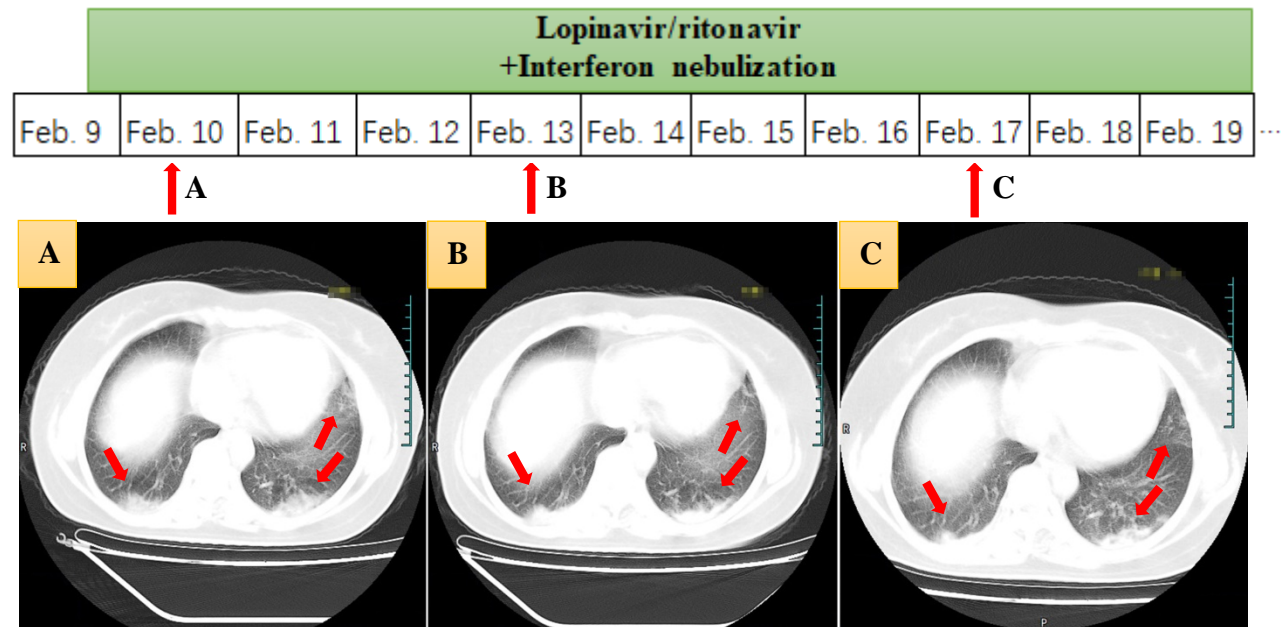 Lopinavir/ritonavir
+Interferon nebulization
Feb. 9 Feb. 10 Feb. 11 Feb. 12 Feb. 13 Feb. 14 Feb. 15 Feb. 16 Feb. 17 Feb. 18 Feb. 19 ...
A B C
A B C
R R R
P